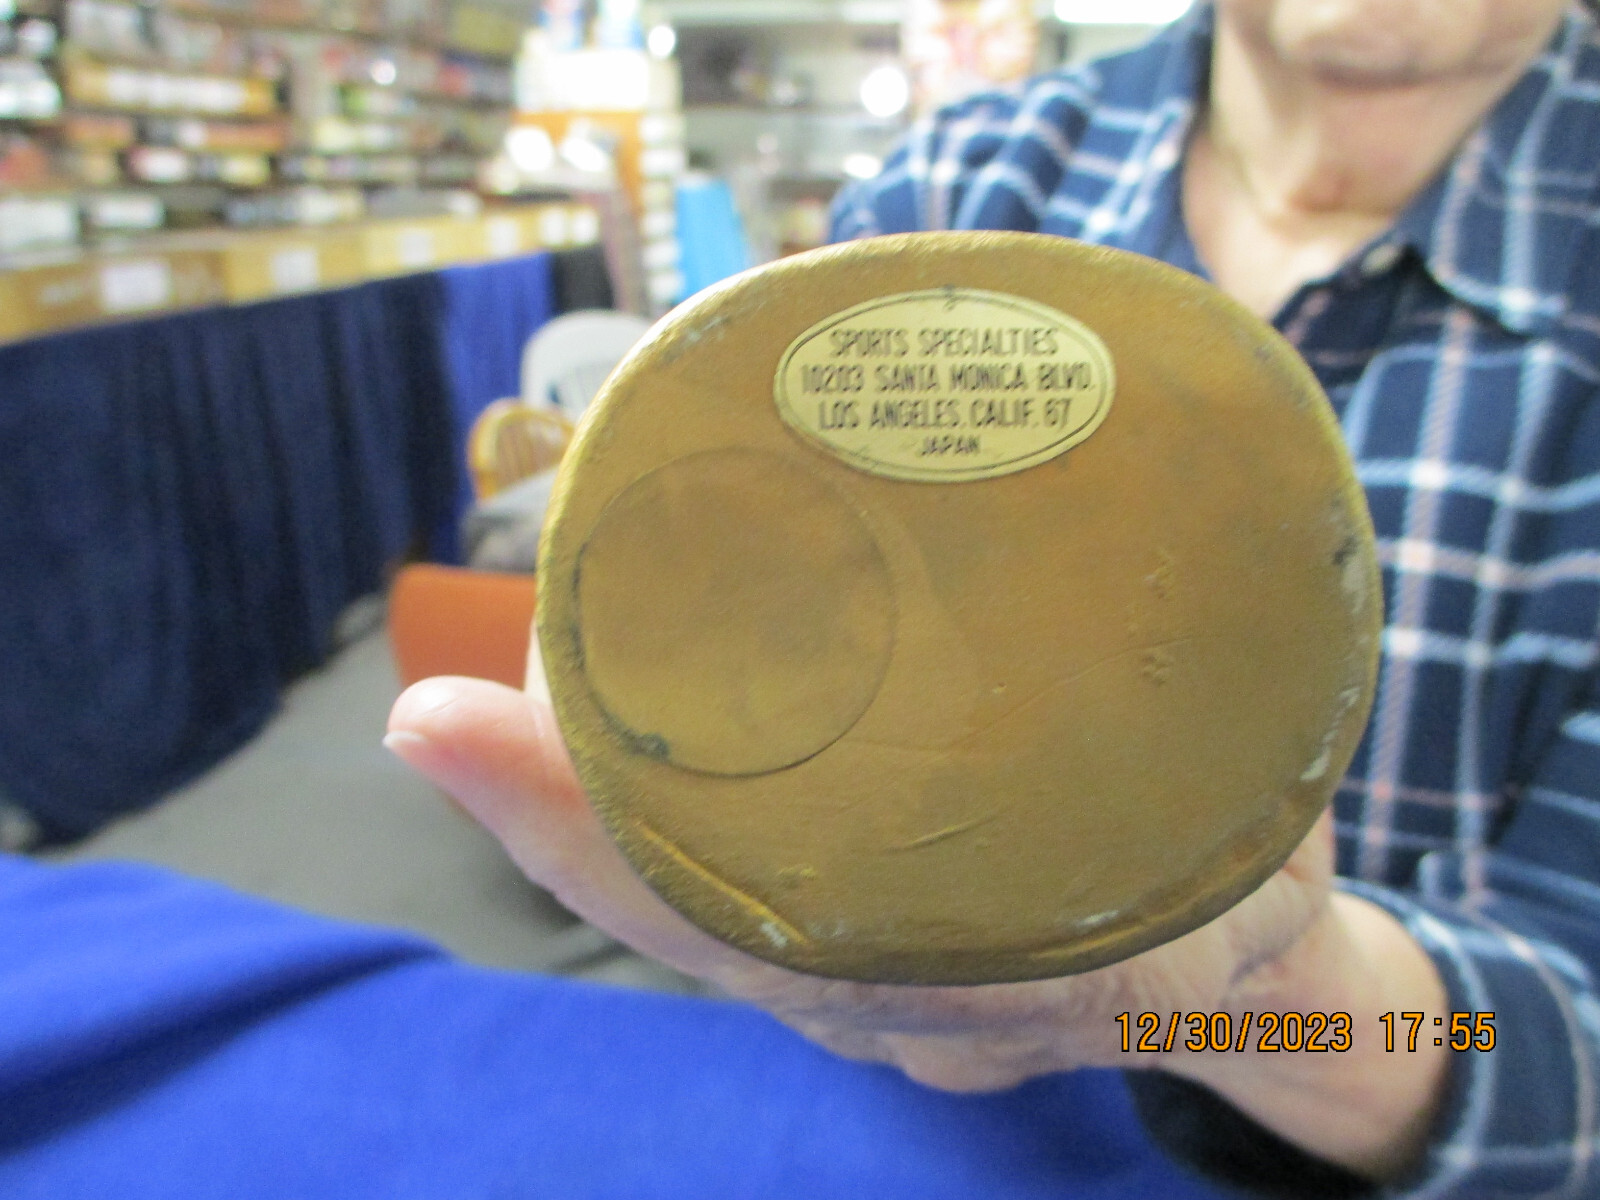 SPORTS SPECIALTIES
10203 SANTA MONICA BLVD.
LOS ANGELES, CALIF. 67
JAPAN
12/30/2023 17:55